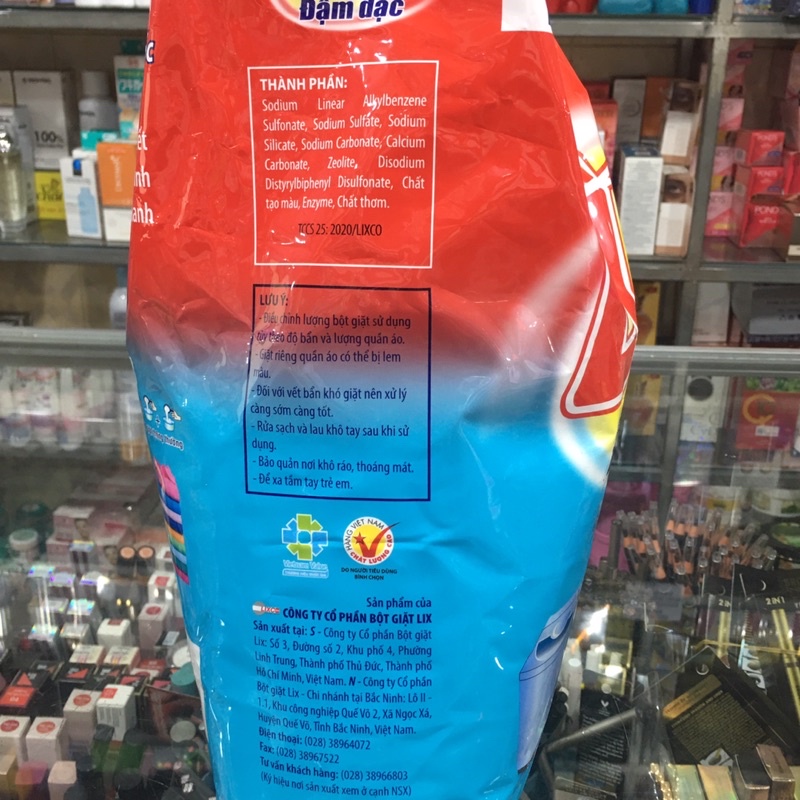 Đậm đặc
THÀNH PHẦN:
Sodium Linear Alkylbenzene
Sulfonate, Sodium Sulfate, Sodium
Silicate, Sodium Carbonate, Calcium
Carbonate, Zeolite, Disodium
Distyrylbiphenyl Disulfonate, Chất
tạo màu, Enzyme, Chất thơm.
TCCS 25: 2020/LIXCO
LƯU Ý:
- Điều chỉnh lượng bột giặt sử dụng
tùy theo độ bẩn và lượng quần áo.
- Giặt riêng quần áo có thể bị lem
màu.
- Đối với vết bẩn khó giặt nên xử lý
càng sớm càng tốt.
- Rửa sạch và lau khô tay sau khi sử
dụng.
- Bảo quản nơi khô ráo, thoáng mát.
- Để xa tầm tay trẻ em.
HÀNG VIỆT NAM
CHẤT LƯỢNG CAO
DO NGƯỜI TIÊU DÙNG
BÌNH CHỌN
Vietnam Value
Sản phẩm của
LIXCO CÔNG TY CỔ PHẦN BỘT GIẶT LIX
Sản xuất tại: S - Công ty Cổ phần Bột giặt
Lix: Số 3, Đường số 2, Khu phố 4, Phường
Linh Trung, Thành phố Thủ Đức, Thành phố
Hồ Chí Minh, Việt Nam. N - Công ty Cổ phần
Bột giặt Lix - Chi nhánh tại Bắc Ninh: Lô II -
1.1, Khu công nghiệp Quế Võ 2, Xã Ngọc Xá,
Huyện Quế Võ, Tỉnh Bắc Ninh, Việt Nam.
Điện thoại: (028) 38964072
Fax: (028) 38967522
Tư vấn khách hàng: (028) 38966803
(Ký hiệu nơi sản xuất xem ở cạnh NSX)
100%
POND'S
2IN1